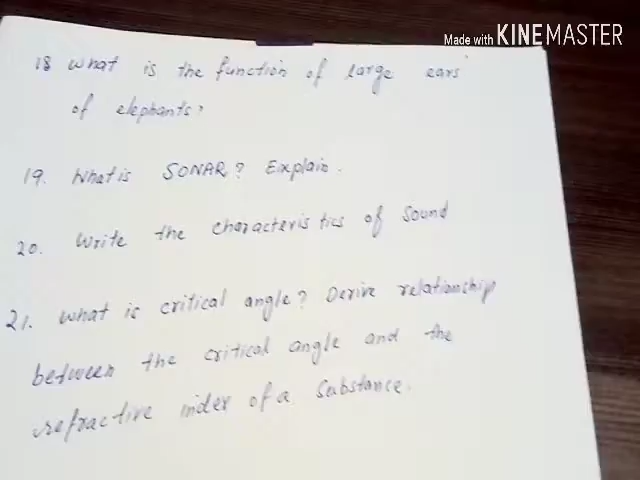 Made with KINEMASTER
18 What is the function of large ears
of elephants?
19. What is SONAR? Explain.
20. Write the characteristics of Sound
21. What is critical angle? Derive relationship
between the critical angle and the
refractive index of a Substance.